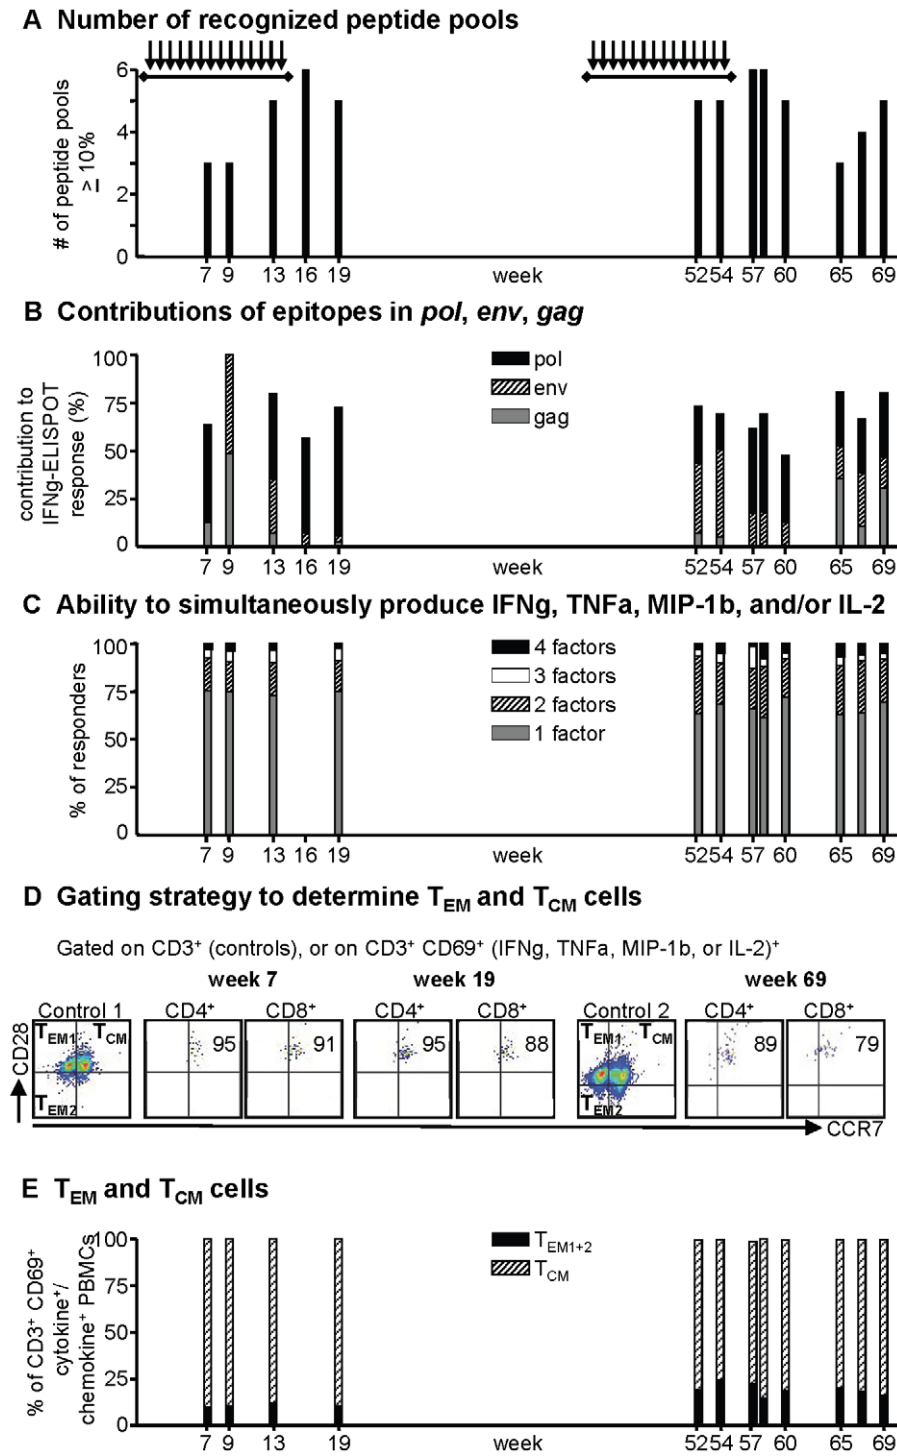 A Number of recognized peptide pools
# of peptide pools
≥ 10%
6
4
2
0
7 9 13 16 19 week 52 54 57 60 65 69
B Contributions of epitopes in pol, env, gag
contribution to
IFNg-ELISPOT
response (%)
100
75
50
25
0
pol
env
gag
7 9 13 16 19 week 52 54 57 60 65 69
C Ability to simultaneously produce IFNg, TNFa, MIP-1b, and/or IL-2
% of responders
100
75
50
25
0
4 factors
3 factors
2 factors
1 factor
7 9 13 16 19 week 52 54 57 60 65 69
D Gating strategy to determine TEM and TCM cells
Gated on CD3+ (controls), or on CD3+ CD69+ (IFNg, TNFa, MIP-1b, or IL-2)+
week 7 week 19 week 69
Control 1 CD4+ CD8+ CD4+ CD8+ Control 2 CD4+ CD8+
CD28
TEM1 TCM 95 91 95 88 TEM1 TCM 89 79
TEM2 TEM2
CCR7
E TEM and TCM cells
% of CD3+ CD69+
cytokine+/
chemokine+ PBMCs
100
75
50
25
0
TEM1+2
TCM
7 9 13 19 week 52 54 57 60 65 69